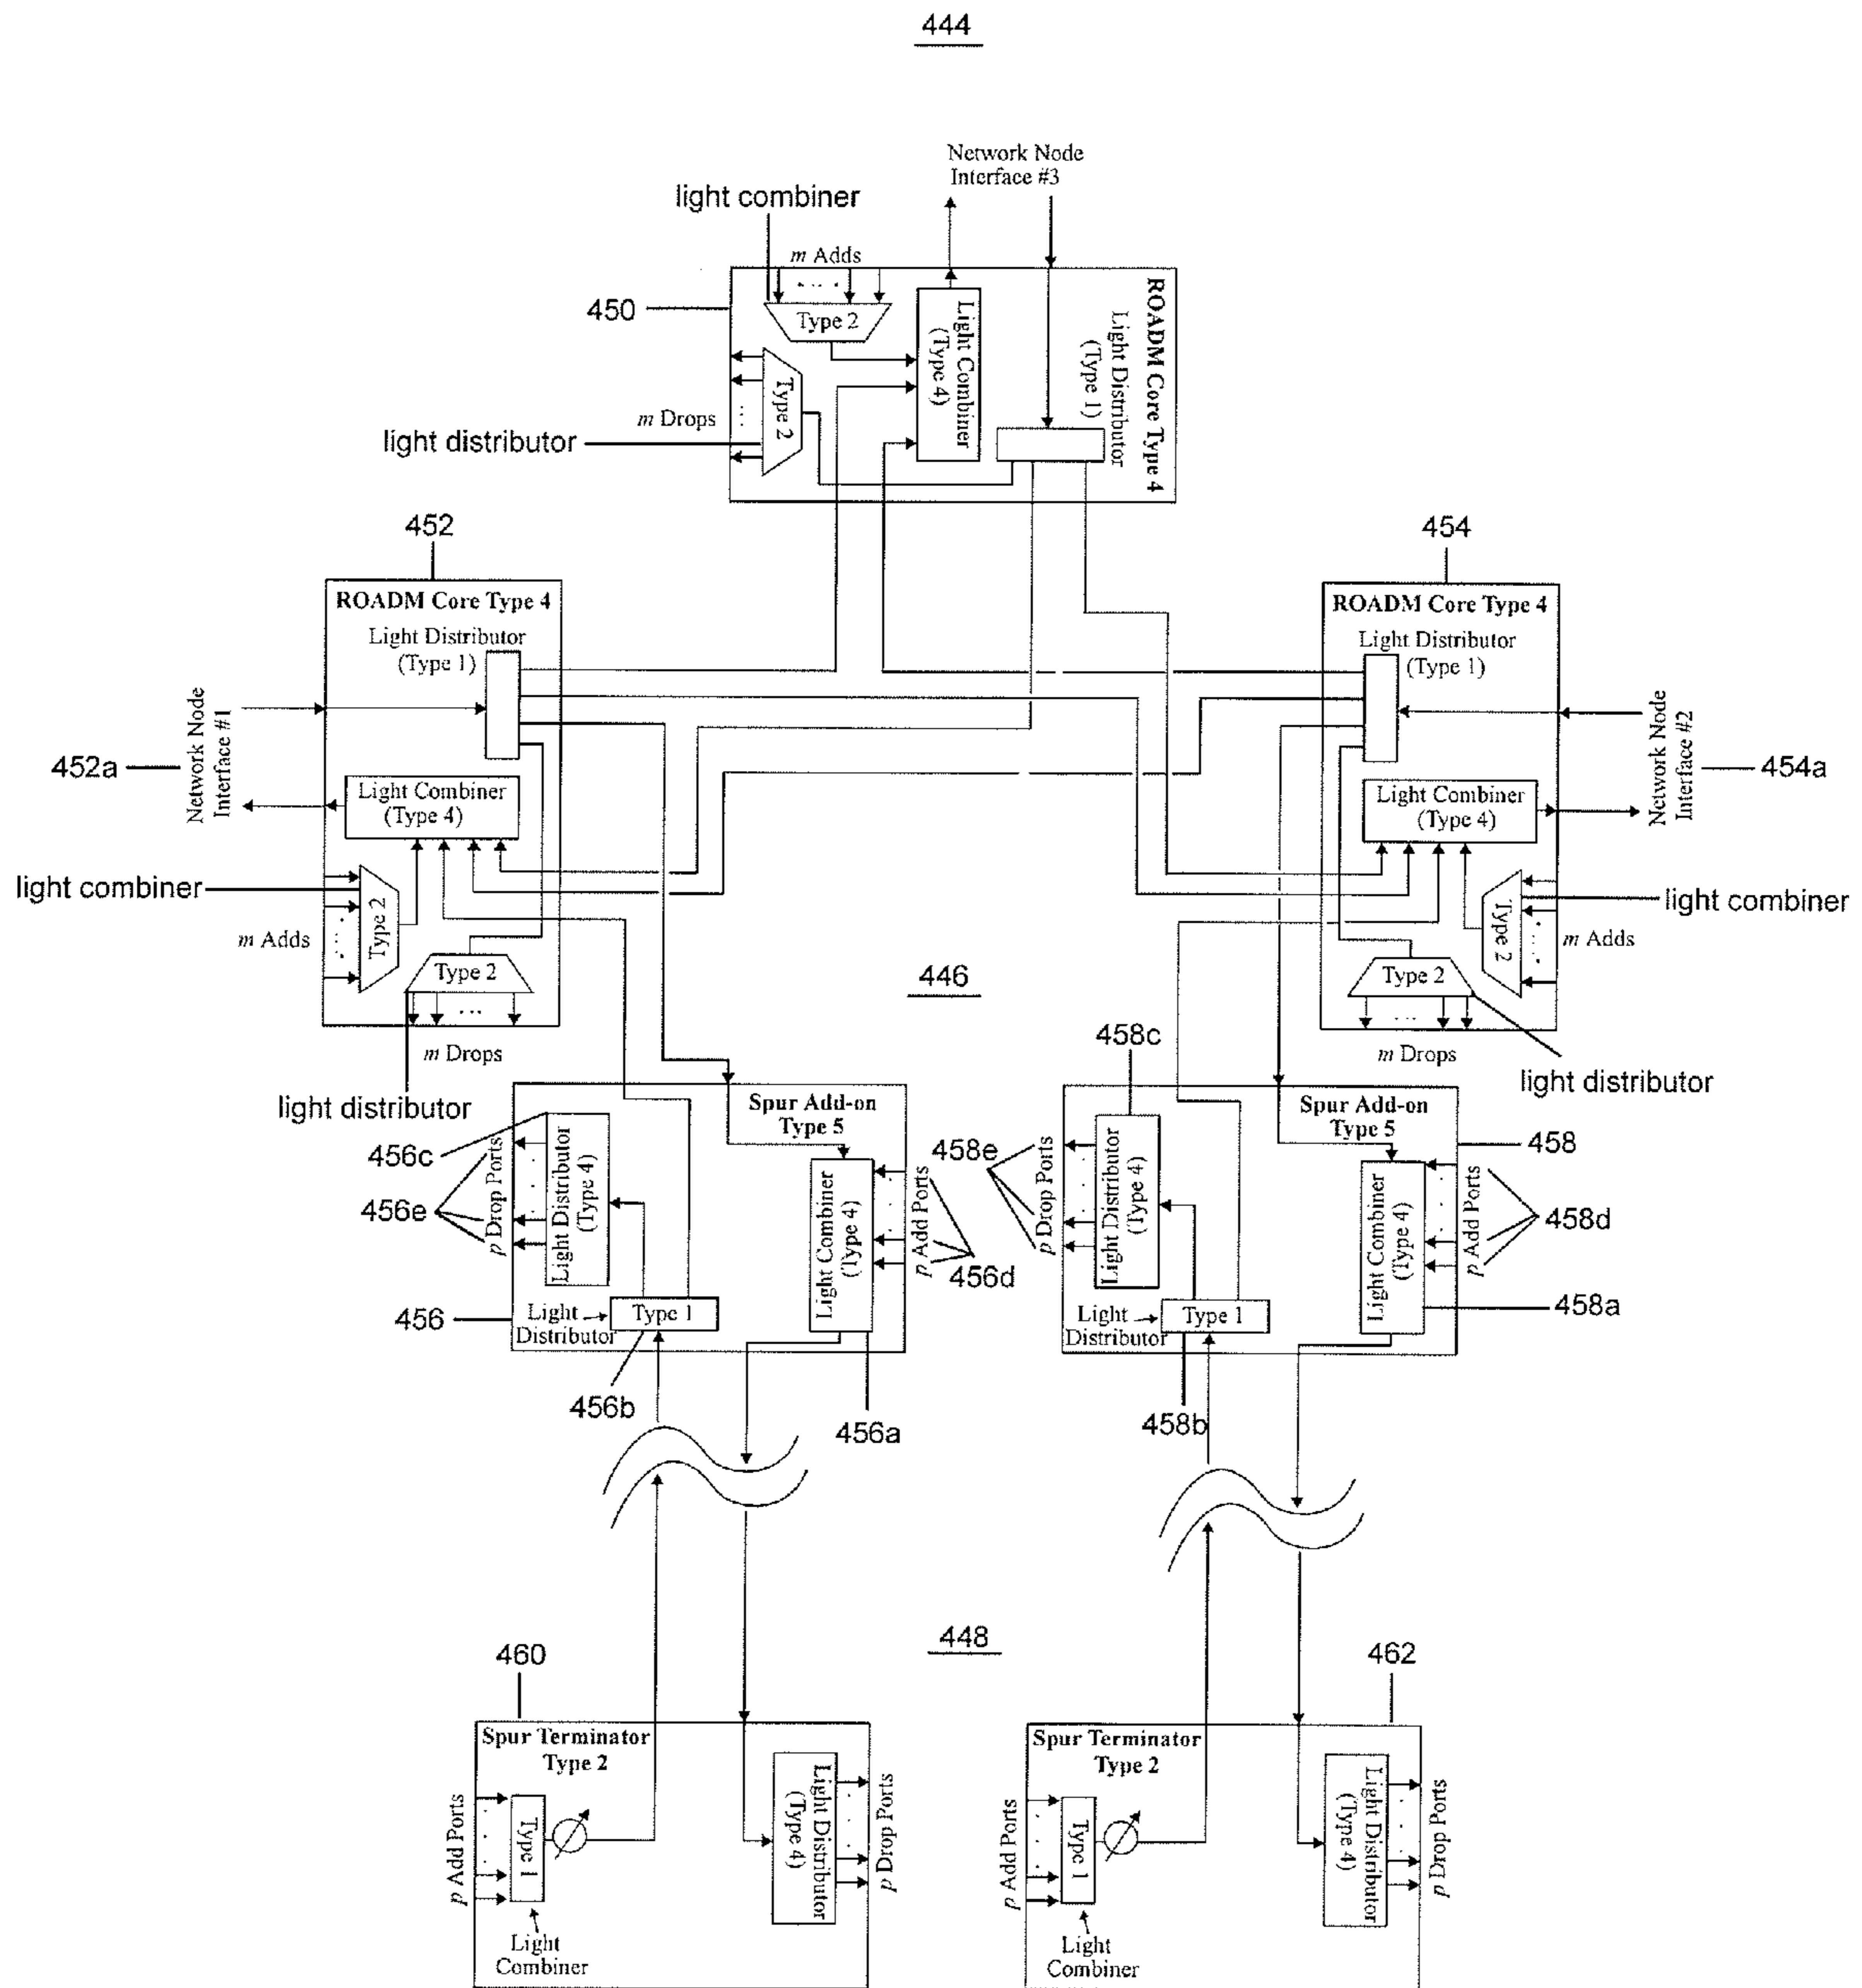 444
Network Node
Interface #3
light combiner
m Adds
450
Type 2
Light Combiner
(Type 4)
Light Distributor
(Type 1)
ROADM Core Type 4
m Drops
Type 2
light distributor
452
ROADM Core Type 4
Light Distributor
(Type 1)
Network Node
Interface #1
452a
Light Combiner
(Type 4)
light combiner
m Adds
Type 2
Type 2
m Drops
light distributor
454
ROADM Core Type 4
Light Distributor
(Type 1)
Network Node
Interface #2
454a
Light Combiner
(Type 4)
light combiner
Type 2
m Adds
Type 2
m Drops
light distributor
446
Spur Add-on
Type 5
456c
456e
p Drop Ports
Light Distributor
(Type 4)
Light Combiner
(Type 4)
p Add Ports
456d
456
Light
Distributor
Type 1
456b
456a
458c
Spur Add-on
Type 5
458
458e
p Drop Ports
Light Distributor
(Type 4)
Light Combiner
(Type 4)
p Add Ports
458d
458a
Light
Distributor
Type 1
458b
448
460
Spur Terminator
Type 2
p Add Ports
Type 1
Light
Combiner
Light Distributor
(Type 4)
p Drop Ports
462
Spur Terminator
Type 2
p Add Ports
Type 1
Light
Combiner
Light Distributor
(Type 4)
p Drop Ports